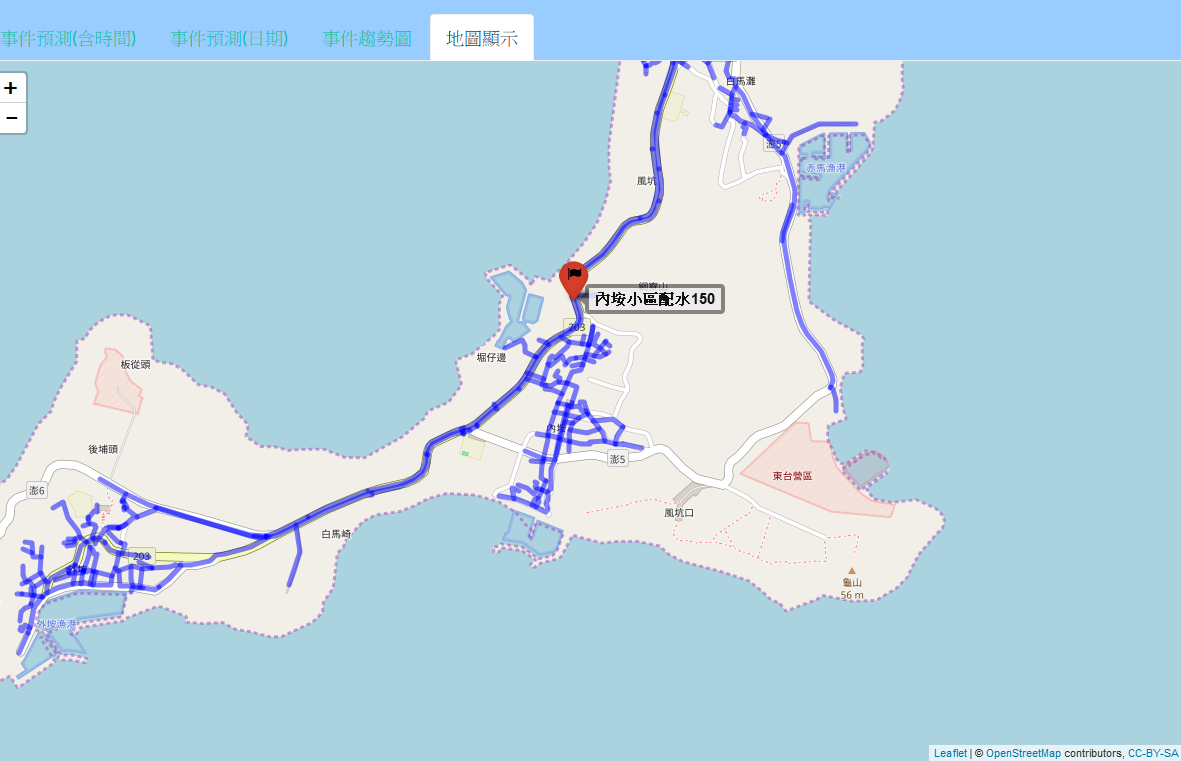 事件預測(含時間) 事件預測(日期) 事件趨勢圖 地圖顯示
+
−
白馬灘
澎5
赤馬漁港
風坑
內垵小區配水150
203
堀仔邊
板從頭
內垵
後埔頭
澎5
東台營區
澎6
風坑口
白馬崎
203
龜山
56 m
外垵漁港
Leaflet | © OpenStreetMap contributors, CC-BY-SA